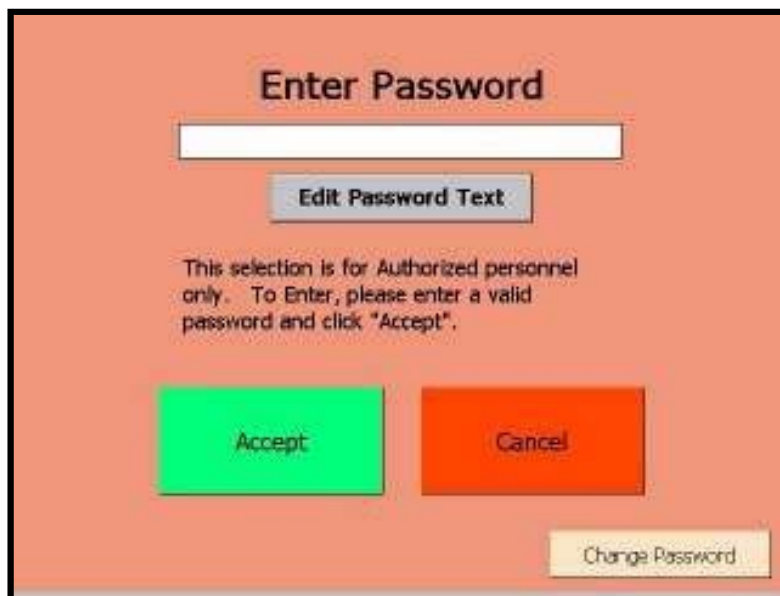 Enter Password
Edit Password Text
This selection is for Authorized personnel
only. To Enter, please enter a valid
password and click "Accept".
Accept
Cancel
Change Password